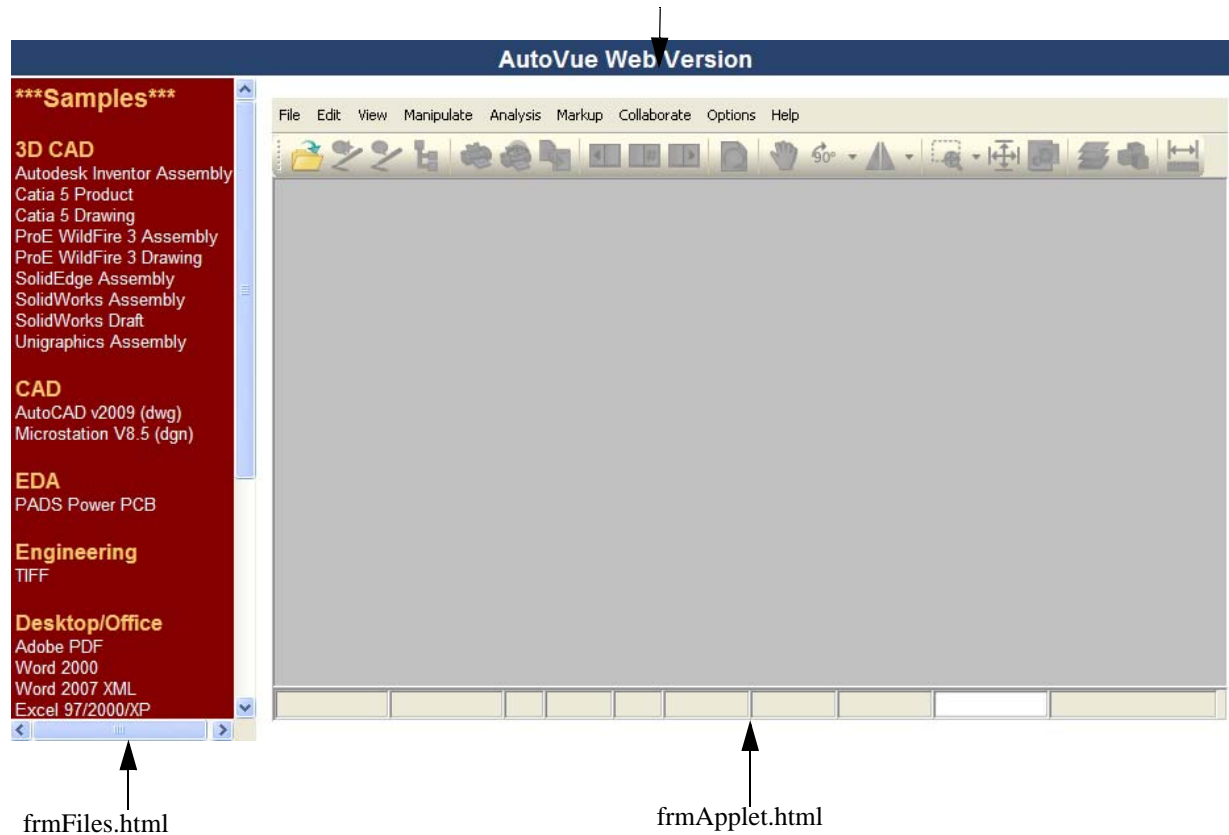 AutoVue Web Version
***Samples***
3D CAD
Autodesk Inventor Assembly
Catia 5 Product
Catia 5 Drawing
ProE WildFire 3 Assembly
ProE WildFire 3 Drawing
SolidEdge Assembly
SolidWorks Assembly
SolidWorks Draft
Unigraphics Assembly
CAD
AutoCAD v2009 (dwg)
Microstation V8.5 (dgn)
EDA
PADS Power PCB
Engineering
TIFF
Desktop/Office
Adobe PDF
Word 2000
Word 2007 XML
Excel 97/2000/XP
File Edit View Manipulate Analysis Markup Collaborate Options Help
90°
frmFiles.html
frmApplet.html